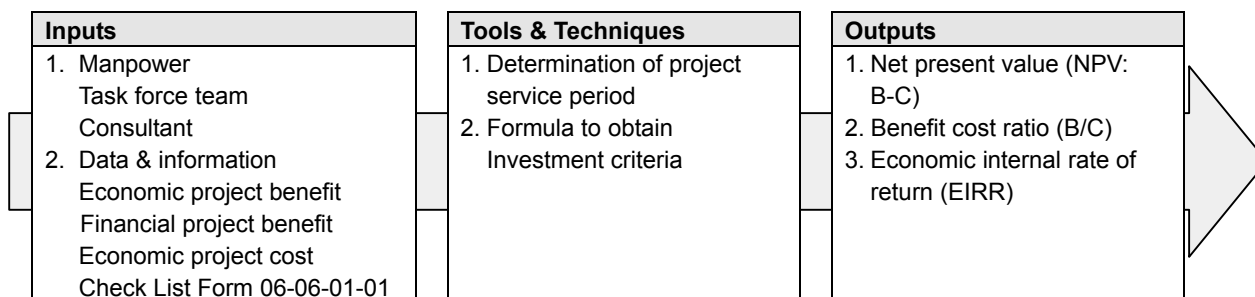 Inputs
1. Manpower
Task force team
Consultant
2. Data & information
Economic project benefit
Financial project benefit
Economic project cost
Check List Form 06-06-01-01
Tools & Techniques
1. Determination of project
service period
2. Formula to obtain
Investment criteria
Outputs
1. Net present value (NPV:
B-C)
2. Benefit cost ratio (B/C)
3. Economic internal rate of
return (EIRR)